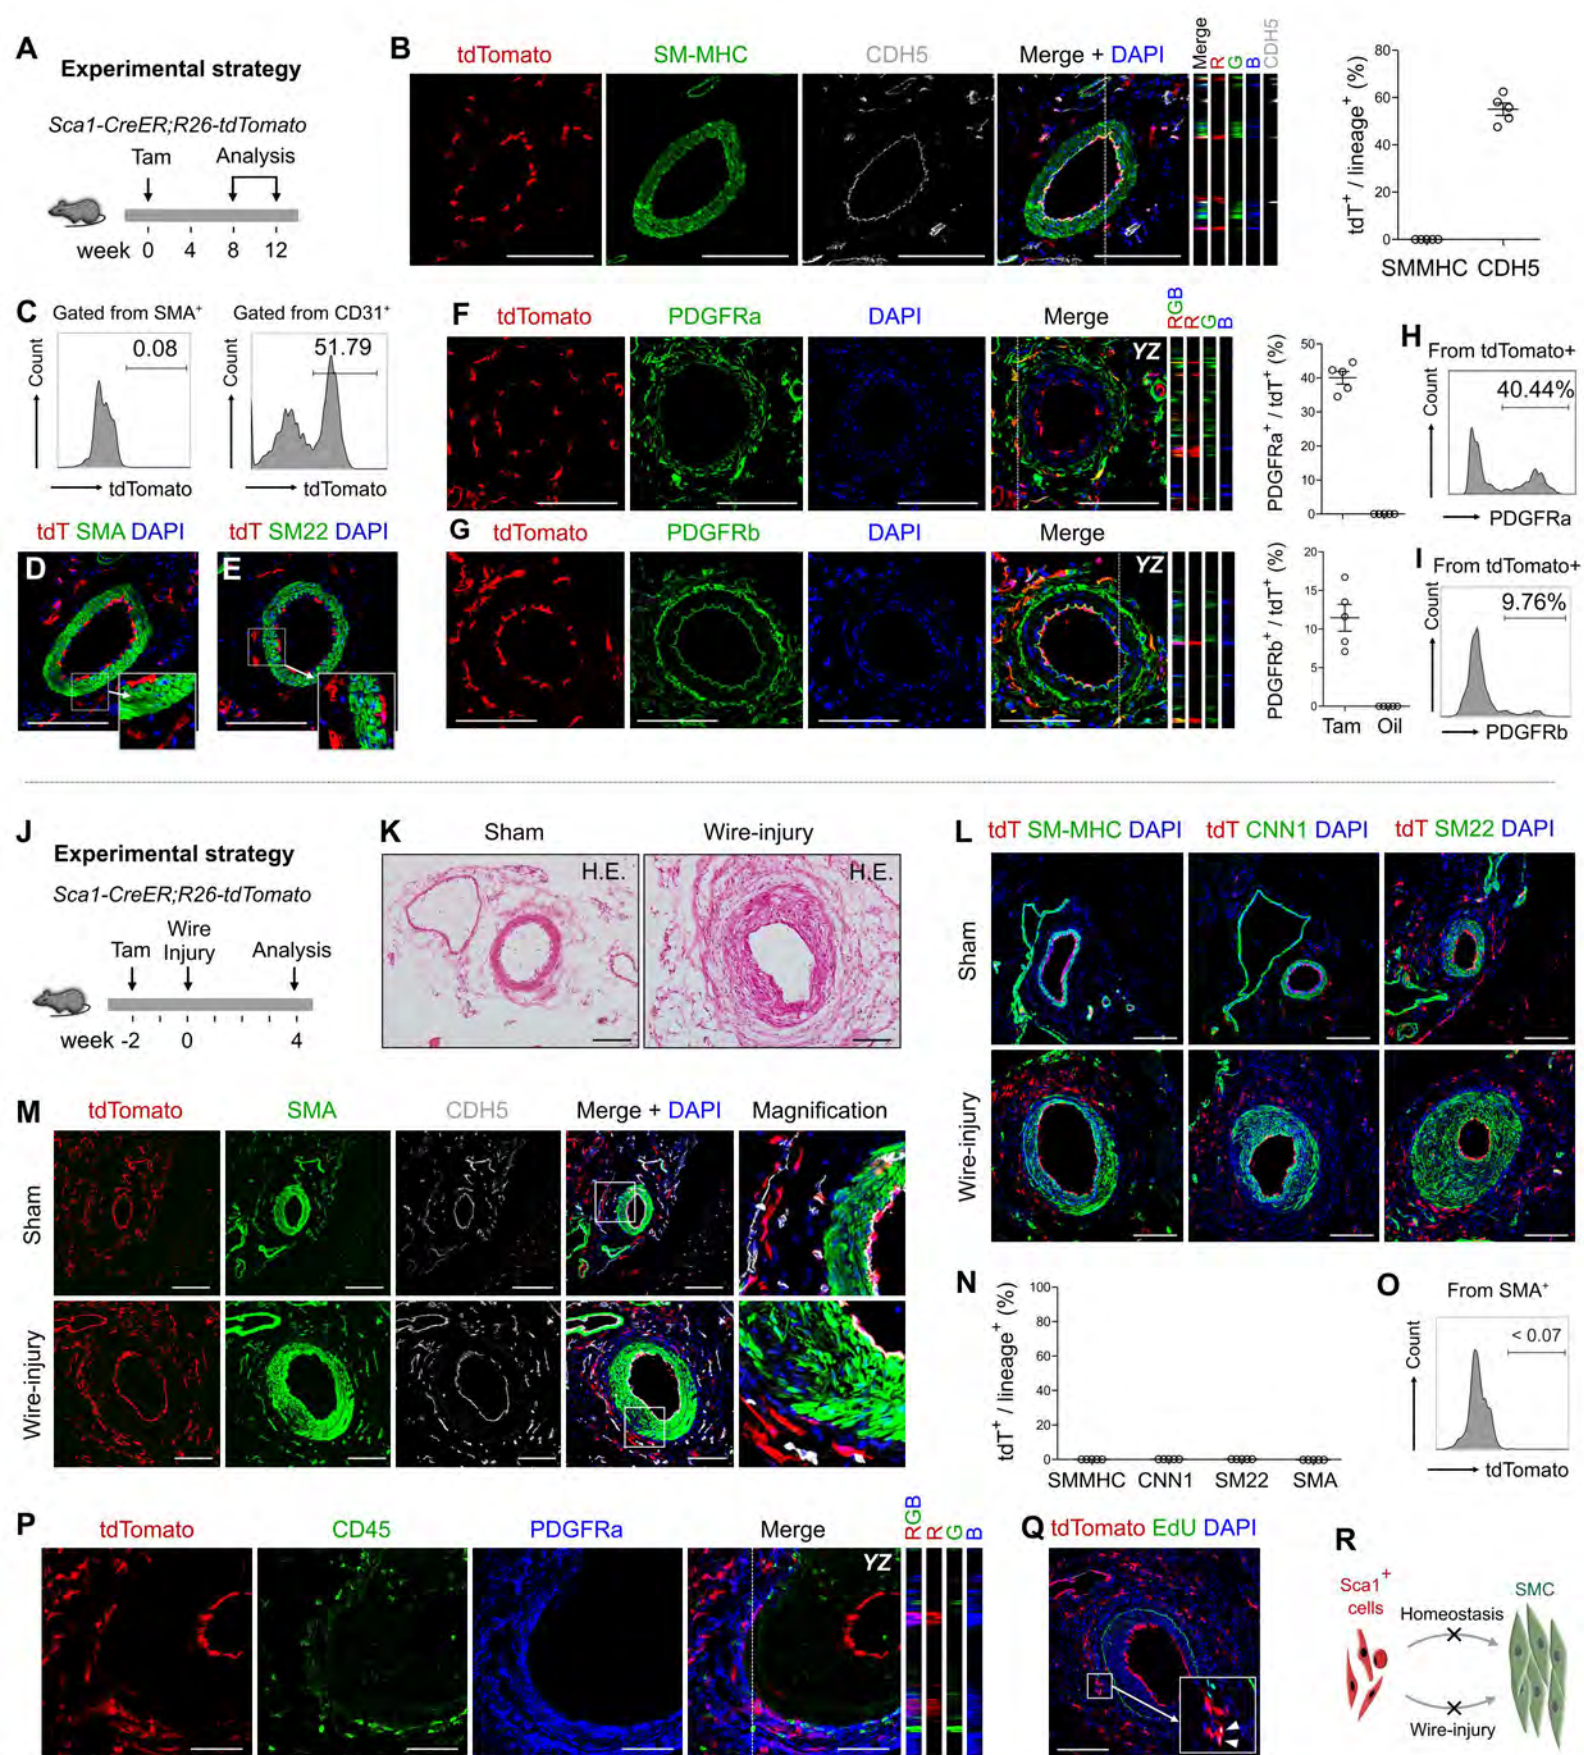 A
Experimental strategy
Sca1-CreER;R26-tdTomato
Tam Analysis
week 0 4 8 12
B
tdTomato SM-MHC CDH5 Merge + DAPI
Merge R G B CDH5
tdT⁺ / lineage⁺ (%)
80
60
40
20
0
SMMHC CDH5
C
Gated from SMA⁺ Gated from CD31⁺
0.08 51.79
Count Count
tdTomato tdTomato
tdT SMA DAPI tdT SM22 DAPI
D E
F
tdTomato PDGFRa DAPI Merge
YZ
RGB R G B
PDGFRa⁺ / tdT⁺ (%)
50
40
30
20
10
0
G
tdTomato PDGFRb DAPI Merge
YZ
PDGFRb⁺ / tdT⁺ (%)
20
15
10
5
0
Tam Oil
H
From tdTomato+
40.44%
Count
PDGFRa
I
From tdTomato+
9.76%
Count
PDGFRb
J
Experimental strategy
Sca1-CreER;R26-tdTomato
Wire
Tam Injury Analysis
week -2 0 4
K
Sham Wire-injury
H.E. H.E.
L
tdT SM-MHC DAPI tdT CNN1 DAPI tdT SM22 DAPI
Sham
Wire-injury
M
tdTomato SMA CDH5 Merge + DAPI Magnification
Sham
Wire-injury
N
tdT⁺ / lineage⁺ (%)
100
80
60
40
20
0
SMMHC CNN1 SM22 SMA
O
From SMA⁺
< 0.07
Count
tdTomato
P
tdTomato CD45 PDGFRa Merge
YZ
RGB R G B
Q
tdTomato EdU DAPI
R
Sca1⁺
cells
SMC
Homeostasis
Wire-injury